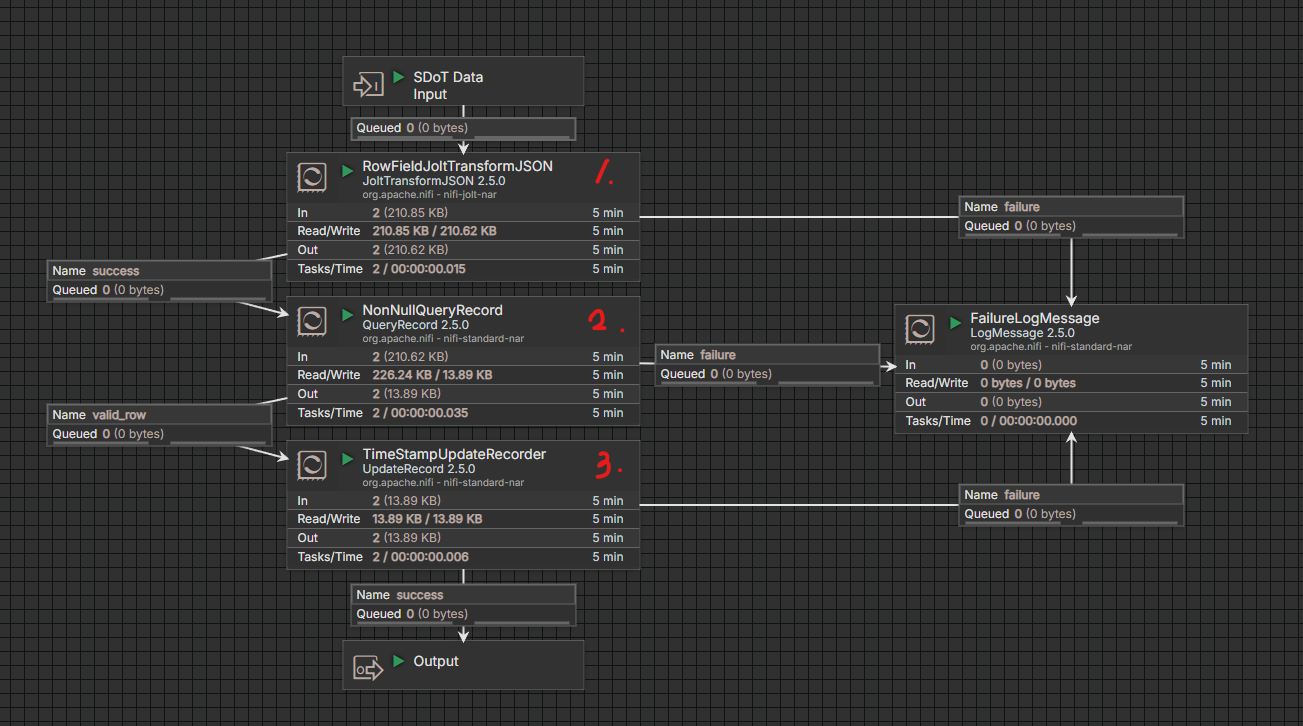 SDoT Data
Input
Queued 0 (0 bytes)
RowFieldJoltTransformJSON
JoltTransformJSON 2.5.0
org.apache.nifi - nifi-jolt-nar
1.
In 2 (210.85 KB) 5 min
Read/Write 210.85 KB / 210.62 KB 5 min
Out 2 (210.62 KB) 5 min
Tasks/Time 2 / 00:00:00.015 5 min
Name failure
Queued 0 (0 bytes)
Name success
Queued 0 (0 bytes)
NonNullQueryRecord
QueryRecord 2.5.0
org.apache.nifi - nifi-standard-nar
2.
In 2 (210.62 KB) 5 min
Read/Write 226.24 KB / 13.89 KB 5 min
Out 2 (13.89 KB) 5 min
Tasks/Time 2 / 00:00:00.035 5 min
Name failure
Queued 0 (0 bytes)
FailureLogMessage
LogMessage 2.5.0
org.apache.nifi - nifi-standard-nar
In 0 (0 bytes) 5 min
Read/Write 0 bytes / 0 bytes 5 min
Out 0 (0 bytes) 5 min
Tasks/Time 0 / 00:00:00.000 5 min
Name valid_row
Queued 0 (0 bytes)
TimeStampUpdateRecorder
UpdateRecord 2.5.0
org.apache.nifi - nifi-standard-nar
3.
In 2 (13.89 KB) 5 min
Read/Write 13.89 KB / 13.89 KB 5 min
Out 2 (13.89 KB) 5 min
Tasks/Time 2 / 00:00:00.006 5 min
Name failure
Queued 0 (0 bytes)
Name success
Queued 0 (0 bytes)
Output